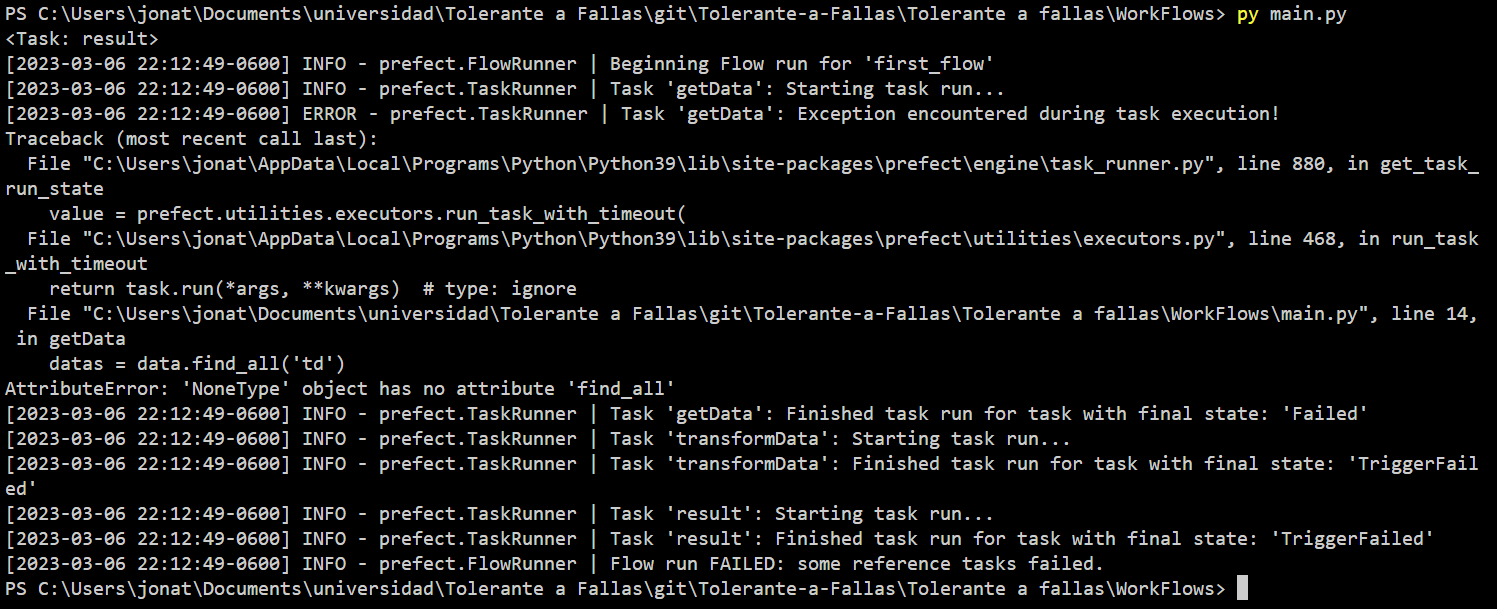 PS C:\Users\jonat\Documents\universidad\Tolerante a Fallas\git\Tolerante-a-Fallas\Tolerante a fallas\WorkFlows> py main.py
<Task: result>
[2023-03-06 22:12:49-0600] INFO - prefect.FlowRunner | Beginning Flow run for 'first_flow'
[2023-03-06 22:12:49-0600] INFO - prefect.TaskRunner | Task 'getData': Starting task run...
[2023-03-06 22:12:49-0600] ERROR - prefect.TaskRunner | Task 'getData': Exception encountered during task execution!
Traceback (most recent call last):
  File "C:\Users\jonat\AppData\Local\Programs\Python\Python39\lib\site-packages\prefect\engine\task_runner.py", line 880, in get_task_
run_state
    value = prefect.utilities.executors.run_task_with_timeout(
  File "C:\Users\jonat\AppData\Local\Programs\Python\Python39\lib\site-packages\prefect\utilities\executors.py", line 468, in run_task
_with_timeout
    return task.run(*args, **kwargs)  # type: ignore
  File "C:\Users\jonat\Documents\universidad\Tolerante a Fallas\git\Tolerante-a-Fallas\Tolerante a fallas\WorkFlows\main.py", line 14,
 in getData
    datas = data.find_all('td')
AttributeError: 'NoneType' object has no attribute 'find_all'
[2023-03-06 22:12:49-0600] INFO - prefect.TaskRunner | Task 'getData': Finished task run for task with final state: 'Failed'
[2023-03-06 22:12:49-0600] INFO - prefect.TaskRunner | Task 'transformData': Starting task run...
[2023-03-06 22:12:49-0600] INFO - prefect.TaskRunner | Task 'transformData': Finished task run for task with final state: 'TriggerFail
ed'
[2023-03-06 22:12:49-0600] INFO - prefect.TaskRunner | Task 'result': Starting task run...
[2023-03-06 22:12:49-0600] INFO - prefect.TaskRunner | Task 'result': Finished task run for task with final state: 'TriggerFailed'
[2023-03-06 22:12:49-0600] INFO - prefect.FlowRunner | Flow run FAILED: some reference tasks failed.
PS C:\Users\jonat\Documents\universidad\Tolerante a Fallas\git\Tolerante-a-Fallas\Tolerante a fallas\WorkFlows>